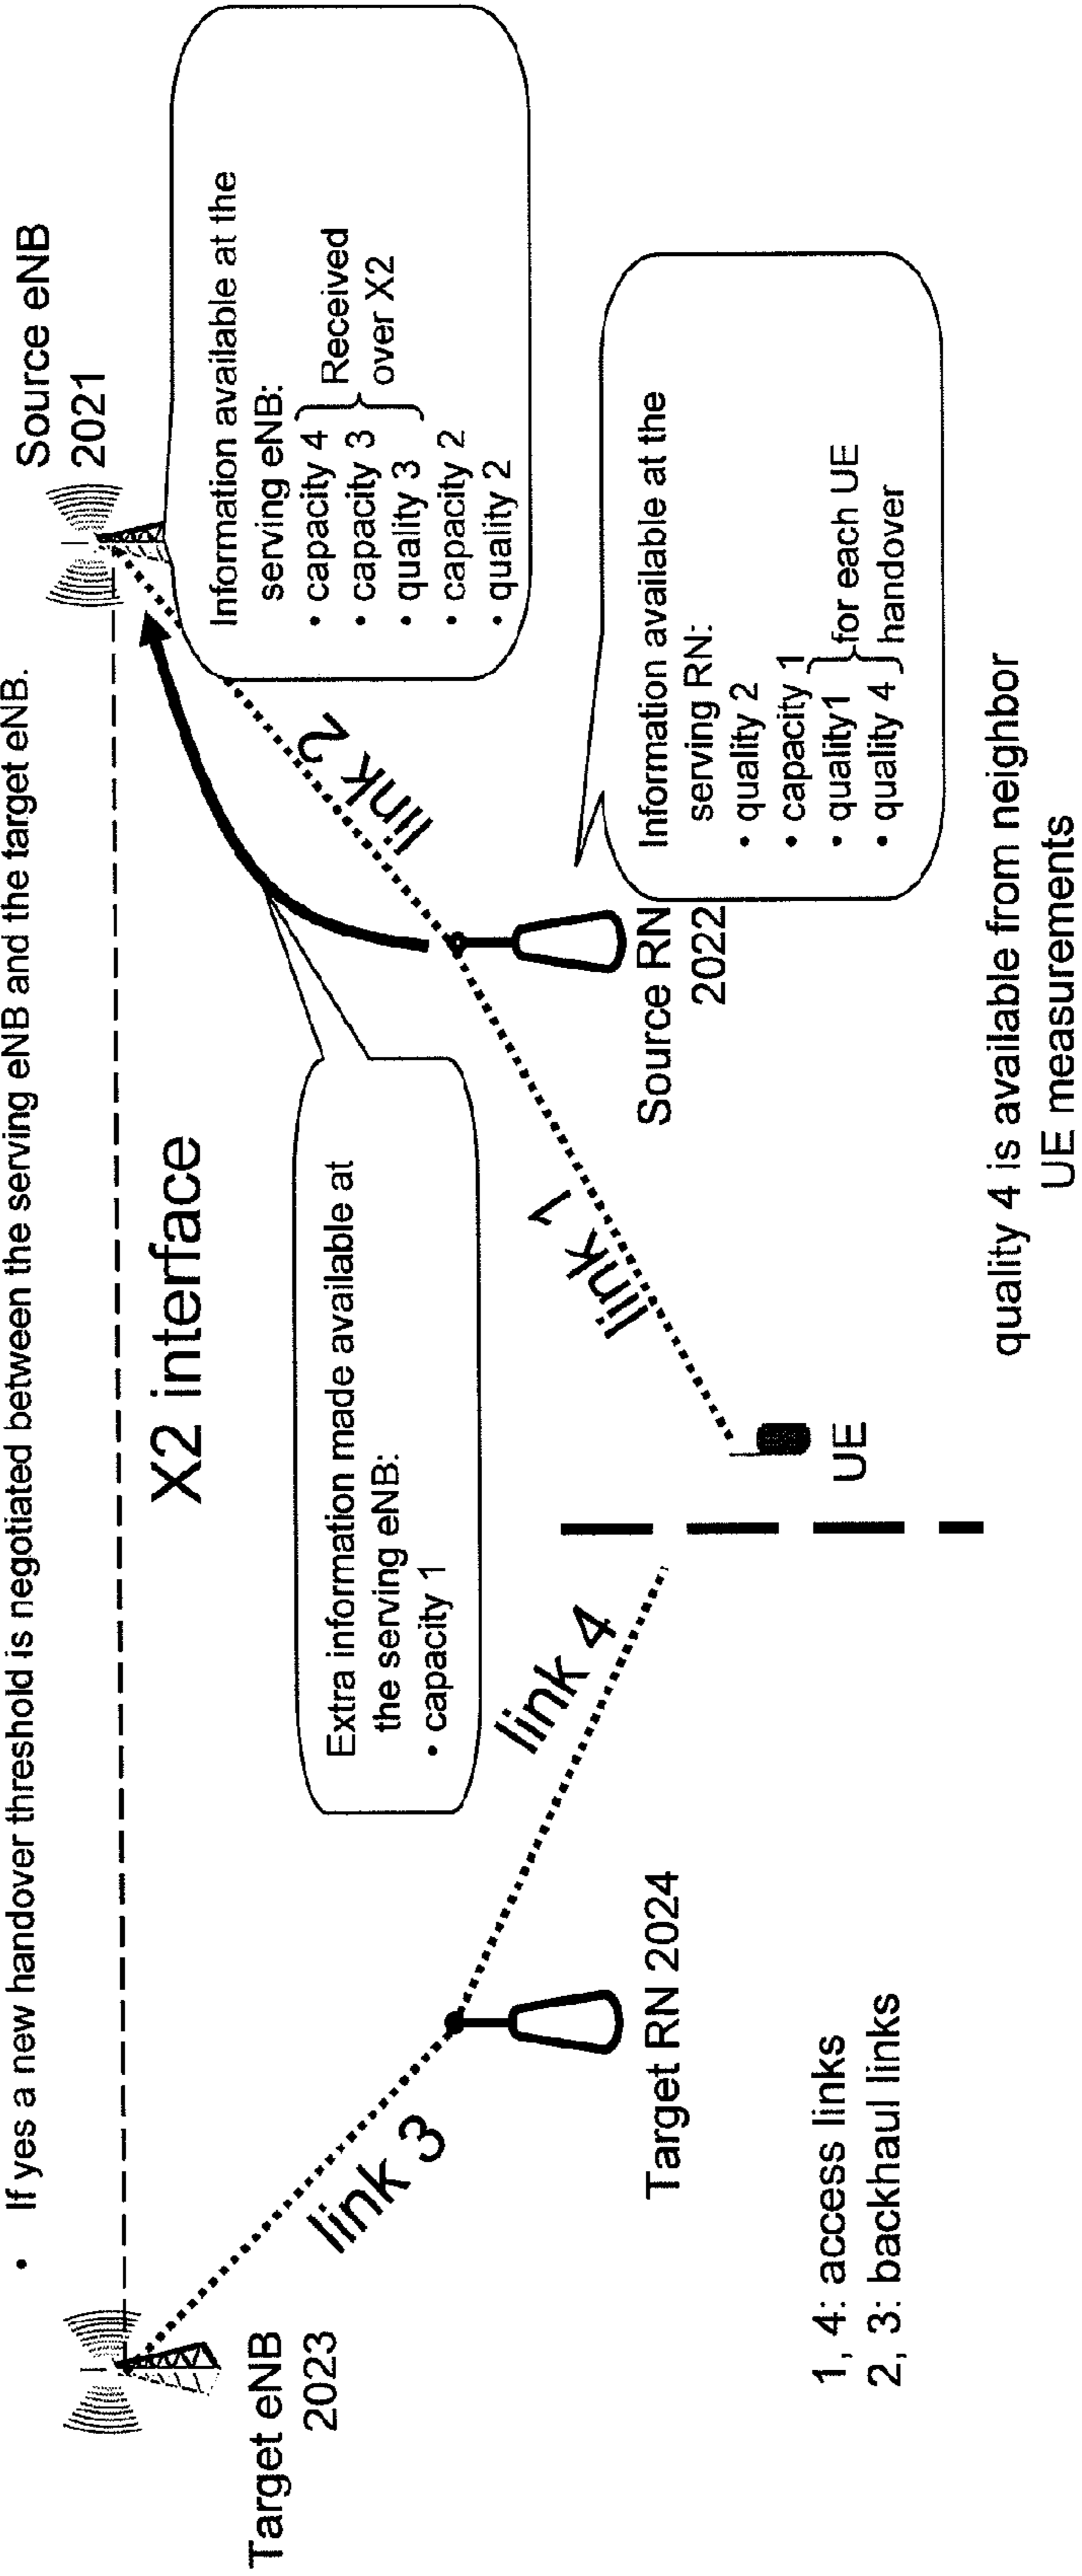 • If yes a new handover threshold is negotiated between the serving eNB and the target eNB.
Source eNB
2021
Target eNB
2023
X2 interface
Information available at the
serving eNB:
• capacity 4
• capacity 3
• quality 3
Received
over X2
• capacity 2
• quality 2
Extra information made available at
the serving eNB:
• capacity 1
link 3
link 4
link 1
link 2
Target RN 2024
Source RN
2022
Information available at the
serving RN:
• quality 2
• capacity 1
• quality1
• quality 4
for each UE
handover
UE
1, 4: access links
2, 3: backhaul links
quality 4 is available from neighbor
UE measurements